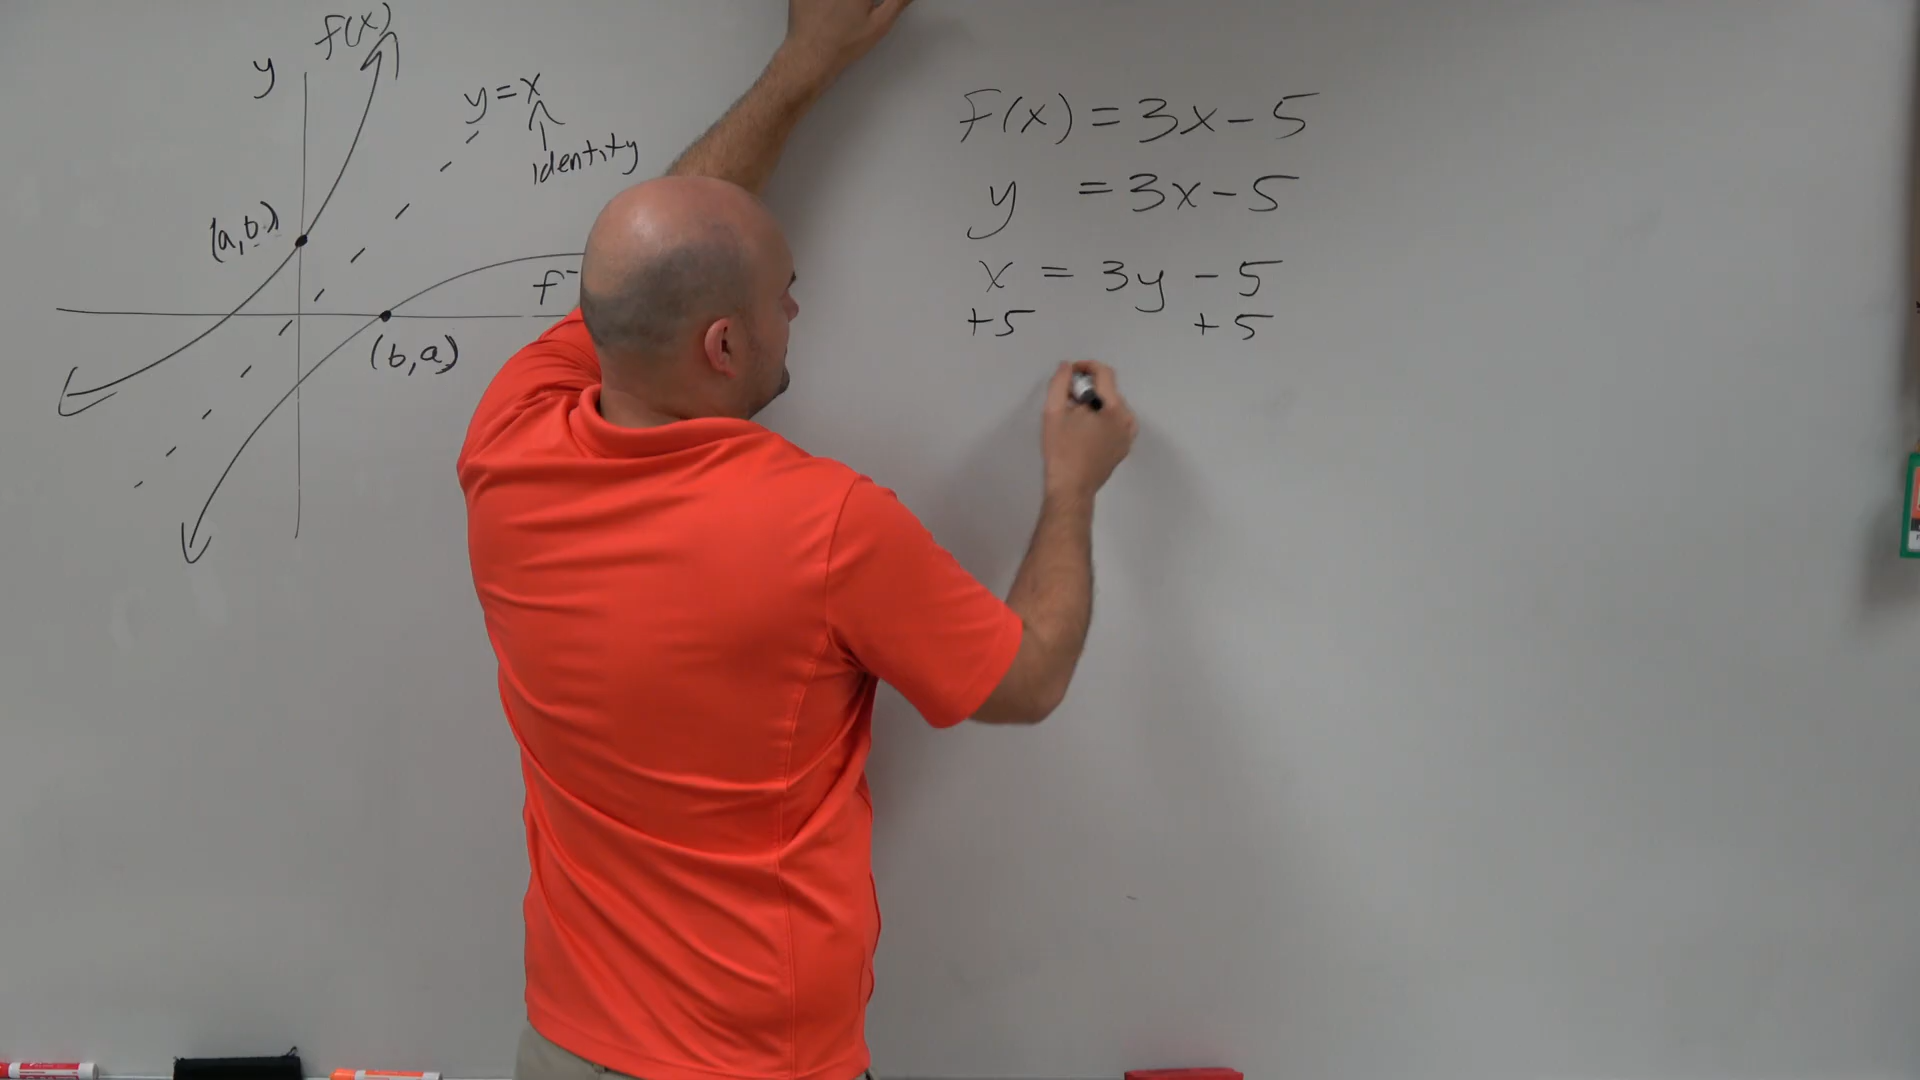 f(x)
y
y=x
identity
(a,b)
f⁻
(b,a)
F(x)=3x-5
y =3x-5
x = 3y - 5
+5 +5